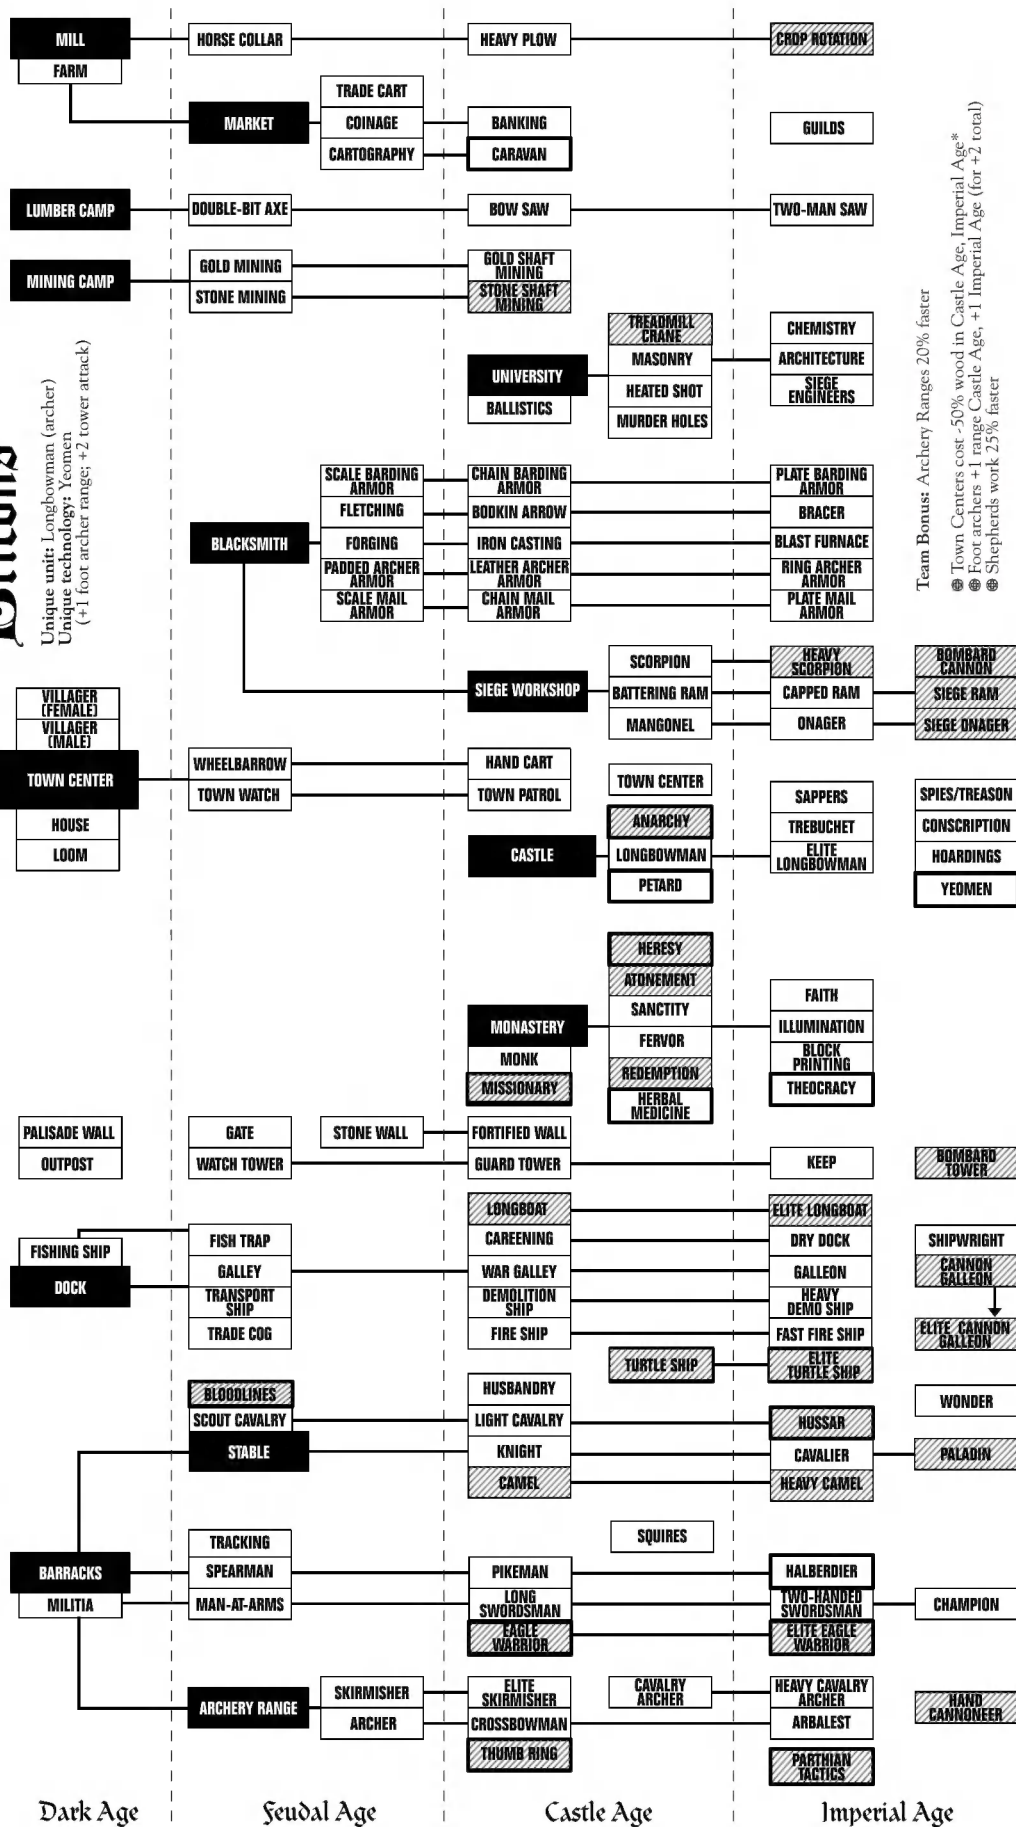 MILL
HORSE COLLAR
HEAVY PLOW
CROP ROTATION
FARM
TRADE CART
MARKET
COINAGE
BANKING
GUILDS
CARTOGRAPHY
CARAVAN
LUMBER CAMP
DOUBLE-BIT AXE
BOW SAW
TWO-MAN SAW
MINING CAMP
GOLD MINING
GOLD SHAFT
MINING
STONE MINING
STONE SHAFT
MINING
UNIVERSITY
BALLISTICS
TREADMILL
CRANE
MASONRY
HEATED SHOT
MURDER HOLES
CHEMISTRY
ARCHITECTURE
SIEGE
ENGINEERS
Britons
Unique unit: Longbowman (archer)
Unique technology: Yeomen
(+1 foot archer range; +2 tower attack)
Team Bonus: Archery Ranges 20% faster
Town Centers cost -50% wood in Castle Age, Imperial Age*
Foot archers +1 range Castle Age, +1 Imperial Age (for +2 total)
Shepherds work 25% faster
BLACKSMITH
SCALE BARDING
ARMOR
CHAIN BARDING
ARMOR
PLATE BARDING
ARMOR
FLETCHING
BODKIN ARROW
BRACER
FORGING
IRON CASTING
BLAST FURNACE
PADDED ARCHER
ARMOR
LEATHER ARCHER
ARMOR
RING ARCHER
ARMOR
SCALE MAIL
ARMOR
CHAIN MAIL
ARMOR
PLATE MAIL
ARMOR
SIEGE WORKSHOP
SCORPION
HEAVY
SCORPION
BOMBARD
CANNON
BATTERING RAM
CAPPED RAM
SIEGE RAM
MANGONEL
ONAGER
SIEGE ONAGER
VILLAGER
(FEMALE)
VILLAGER
(MALE)
TOWN CENTER
HOUSE
LOOM
WHEELBARROW
HAND CART
TOWN WATCH
TOWN PATROL
TOWN CENTER
CASTLE
ANARCHY
LONGBOWMAN
PETARD
SAPPERS
TREBUCHET
ELITE
LONGBOWMAN
SPIES/TREASON
CONSCRIPTION
HOARDINGS
YEOMEN
MONASTERY
MONK
MISSIONARY
HERESY
ATONEMENT
SANCTITY
FERVOR
REDEMPTION
HERBAL
MEDICINE
FAITH
ILLUMINATION
BLOCK
PRINTING
THEOCRACY
PALISADE WALL
GATE
STONE WALL
FORTIFIED WALL
OUTPOST
WATCH TOWER
GUARD TOWER
KEEP
BOMBARD
TOWER
FISHING SHIP
DOCK
FISH TRAP
GALLEY
TRANSPORT
SHIP
TRADE COG
LONGBOAT
CAREENING
WAR GALLEY
DEMOLITION
SHIP
FIRE SHIP
TURTLE SHIP
ELITE LONGBOAT
DRY DOCK
GALLEON
HEAVY
DEMO SHIP
FAST FIRE SHIP
ELITE
TURTLE SHIP
SHIPWRIGHT
CANNON
GALLEON
ELITE CANNON
GALLEON
WONDER
BLOODLINES
SCOUT CAVALRY
STABLE
HUSBANDRY
LIGHT CAVALRY
KNIGHT
CAMEL
HUSSAR
CAVALIER
HEAVY CAMEL
PALADIN
BARRACKS
MILITIA
TRACKING
SPEARMAN
MAN-AT-ARMS
SQUIRES
PIKEMAN
LONG
SWORDSMAN
EAGLE
WARRIOR
HALBERDIER
TWO-HANDED
SWORDSMAN
ELITE EAGLE
WARRIOR
CHAMPION
ARCHERY RANGE
SKIRMISHER
ARCHER
ELITE
SKIRMISHER
CROSSBOWMAN
THUMB RING
CAVALRY
ARCHER
HEAVY CAVALRY
ARCHER
ARBALEST
PARTHIAN
TACTICS
HAND
CANNONEER
Dark Age
Feudal Age
Castle Age
Imperial Age